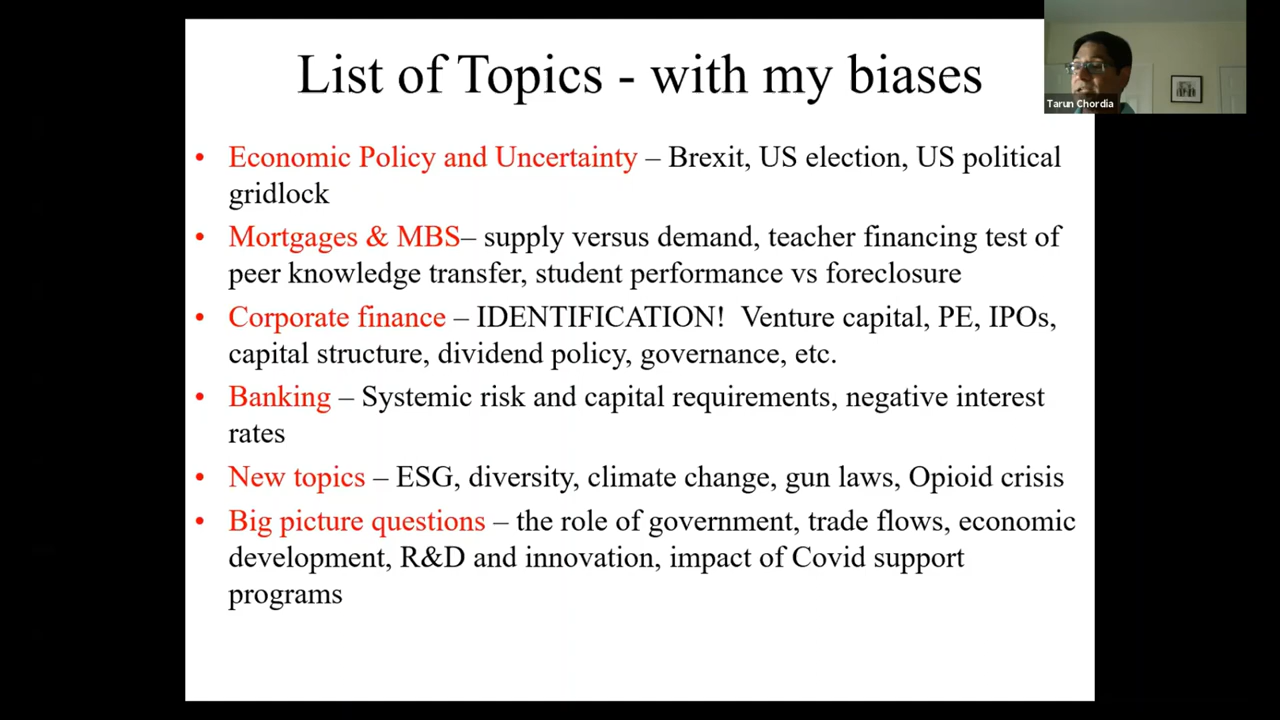 List of Topics - with my biases
Tarun Chordia
• Economic Policy and Uncertainty – Brexit, US election, US political
gridlock
• Mortgages & MBS– supply versus demand, teacher financing test of
peer knowledge transfer, student performance vs foreclosure
• Corporate finance – IDENTIFICATION!  Venture capital, PE, IPOs,
capital structure, dividend policy, governance, etc.
• Banking – Systemic risk and capital requirements, negative interest
rates
• New topics – ESG, diversity, climate change, gun laws, Opioid crisis
• Big picture questions – the role of government, trade flows, economic
development, R&D and innovation, impact of Covid support
programs